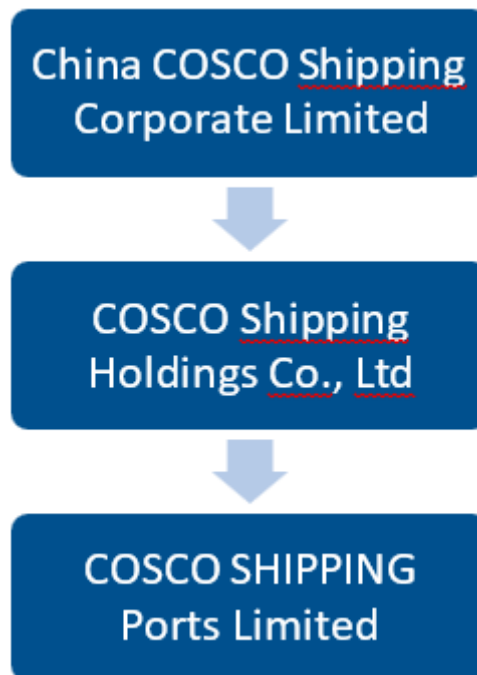 China COSCO Shipping
Corporate Limited
COSCO Shipping
Holdings Co., Ltd
COSCO SHIPPING
Ports Limited